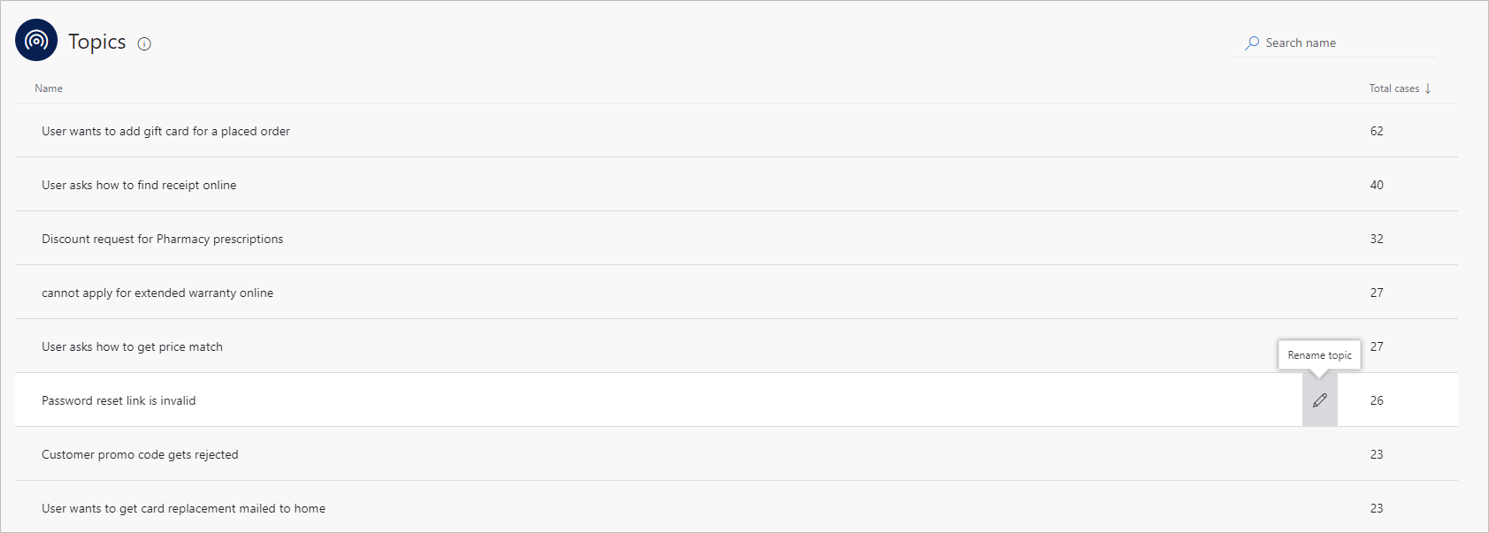 Topics
Search name
Name Total cases
User wants to add gift card for a placed order 62
User asks how to find receipt online 40
Discount request for Pharmacy prescriptions 32
cannot apply for extended warranty online 27
User asks how to get price match 27
Rename topic
Password reset link is invalid 26
Customer promo code gets rejected 23
User wants to get card replacement mailed to home 23